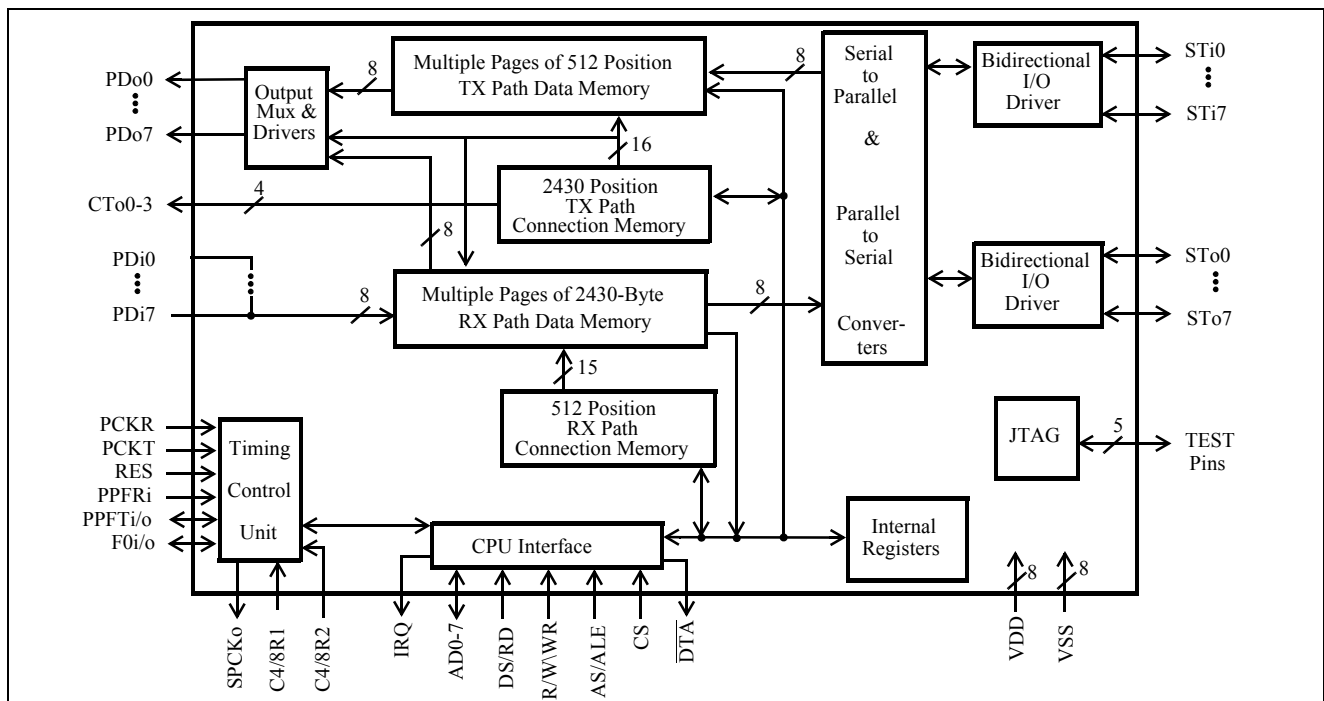 PDo0
PDo7
CTo0-3
PDi0
PDi7
PCKR
PCKT
RES
PPFRi
PPFTi/o
F0i/o
Output
Mux &
Drivers
8
Multiple Pages of 512 Position
TX Path Data Memory
8
16
4
2430 Position
TX Path
Connection Memory
8
8
Multiple Pages of 2430-Byte
RX Path Data Memory
8
15
512 Position
RX Path
Connection Memory
Serial
to
Parallel
&
Parallel
to
Serial
Conver-
ters
Bidirectional
I/O
Driver
STi0
STi7
Bidirectional
I/O
Driver
STo0
STo7
JTAG
5
TEST
Pins
Timing
Control
Unit
CPU Interface
Internal
Registers
8
8
SPCKo
C4/8R1
C4/8R2
IRQ
AD0-7
DS/RD
R/W\WR
AS/ALE
CS
DTA
VDD
VSS